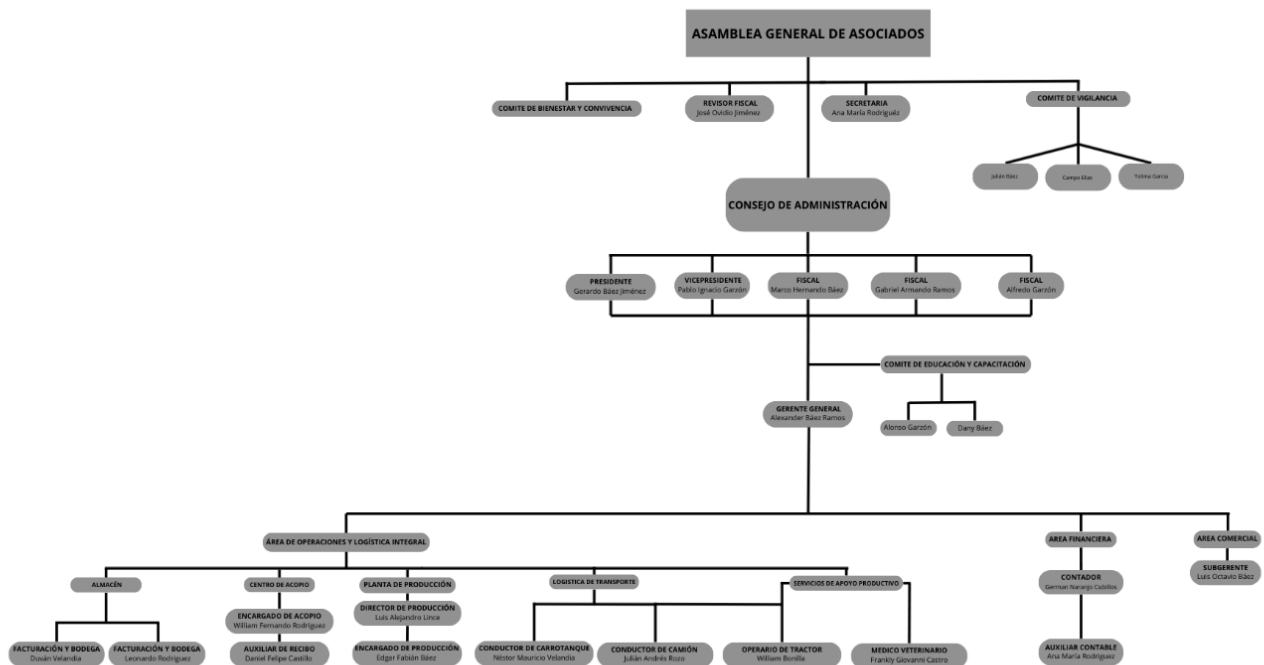 ASAMBLEA GENERAL DE ASOCIADOS
COMITE DE BIENESTAR Y CONVIVENCIA
REVISOR FISCAL
José Ovidio Jiménez
SECRETARIA
Ana María Rodriguéz
COMITE DE VIGILANCIA
Julián Báez
Campo Elías
Tolima Garcia
CONSEJO DE ADMINISTRACIÓN
PRESIDENTE
Gerardo Báez Jiménez
VICEPRESIDENTE
Pablo Ignacio Garzón
FISCAL
Marco Hernando Báez
FISCAL
Gabriel Armando Ramos
FISCAL
Alfredo Garzón
COMITE DE EDUCACIÓN Y CAPACITACIÓN
GERENTE GENERAL
Alexander Báez Ramos
Alonso Garzón
Dany Báez
ÁREA DE OPERACIONES Y LOGÍSTICA INTEGRAL
AREA FINANCIERA
AREA COMERCIAL
ALMACÉN
CENTRO DE ACOPIO
PLANTA DE PRODUCCIÓN
LOGISTICA DE TRANSPORTE
SERVICIOS DE APOYO PRODUCTIVO
CONTADOR
German Naranjo Cubillos
SUBGERENTE
Luis Octavio Báez
ENCARGADO DE ACOPIO
William Fernando Rodriguez
DIRECTOR DE PRODUCCIÓN
Luis Alejandro Lince
FACTURACIÓN Y BODEGA
Duván Velandia
FACTURACIÓN Y BODEGA
Leonardo Rodriguez
AUXILIAR DE RECIBO
Daniel Felipe Castillo
ENCARGADO DE PRODUCCIÓN
Edgar Fabián Báez
CONDUCTOR DE CARROTANQUE
Néstor Mauricio Velandia
CONDUCTOR DE CAMIÓN
Julián Andrés Rozo
OPERARIO DE TRACTOR
William Bonilla
MEDICO VETERINARIO
Frankly Giovanni Castro
AUXILIAR CONTABLE
Ana María Rodriguez